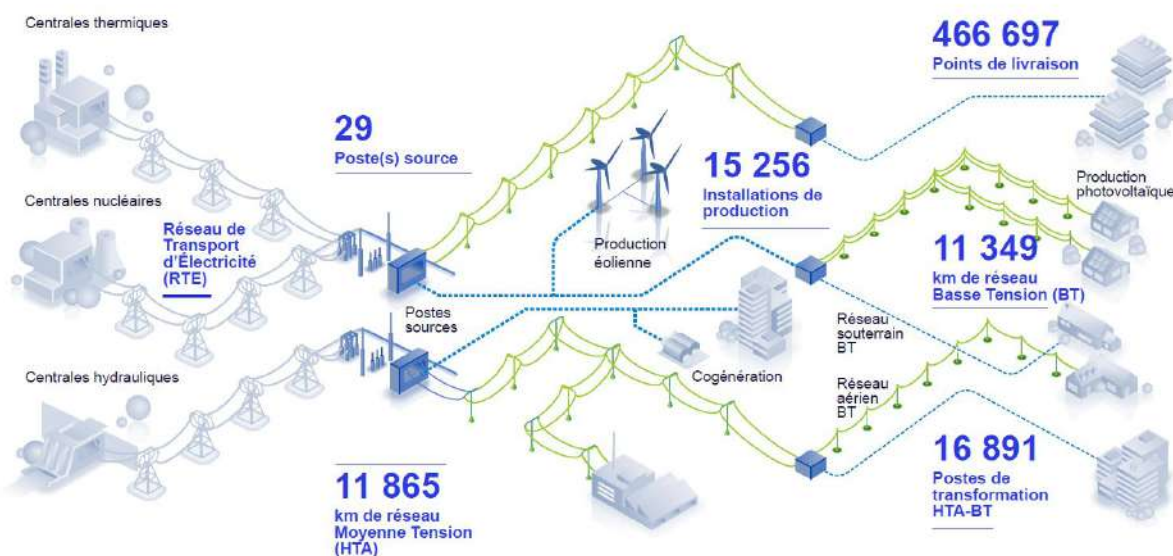 Centrales thermiques
466 697
Points de livraison
29
Poste(s) source
15 256
Installations de
production
Production
photovoltaïque
Centrales nucléaires
Réseau de
Transport
d'Électricité
(RTE)
Production
éolienne
11 349
km de réseau
Basse Tension (BT)
Postes
sources
Réseau
souterrain
BT
Centrales hydrauliques
Cogénération
Réseau
aérien
BT
11 865
km de réseau
Moyenne Tension
(HTA)
16 891
Postes de
transformation
HTA-BT